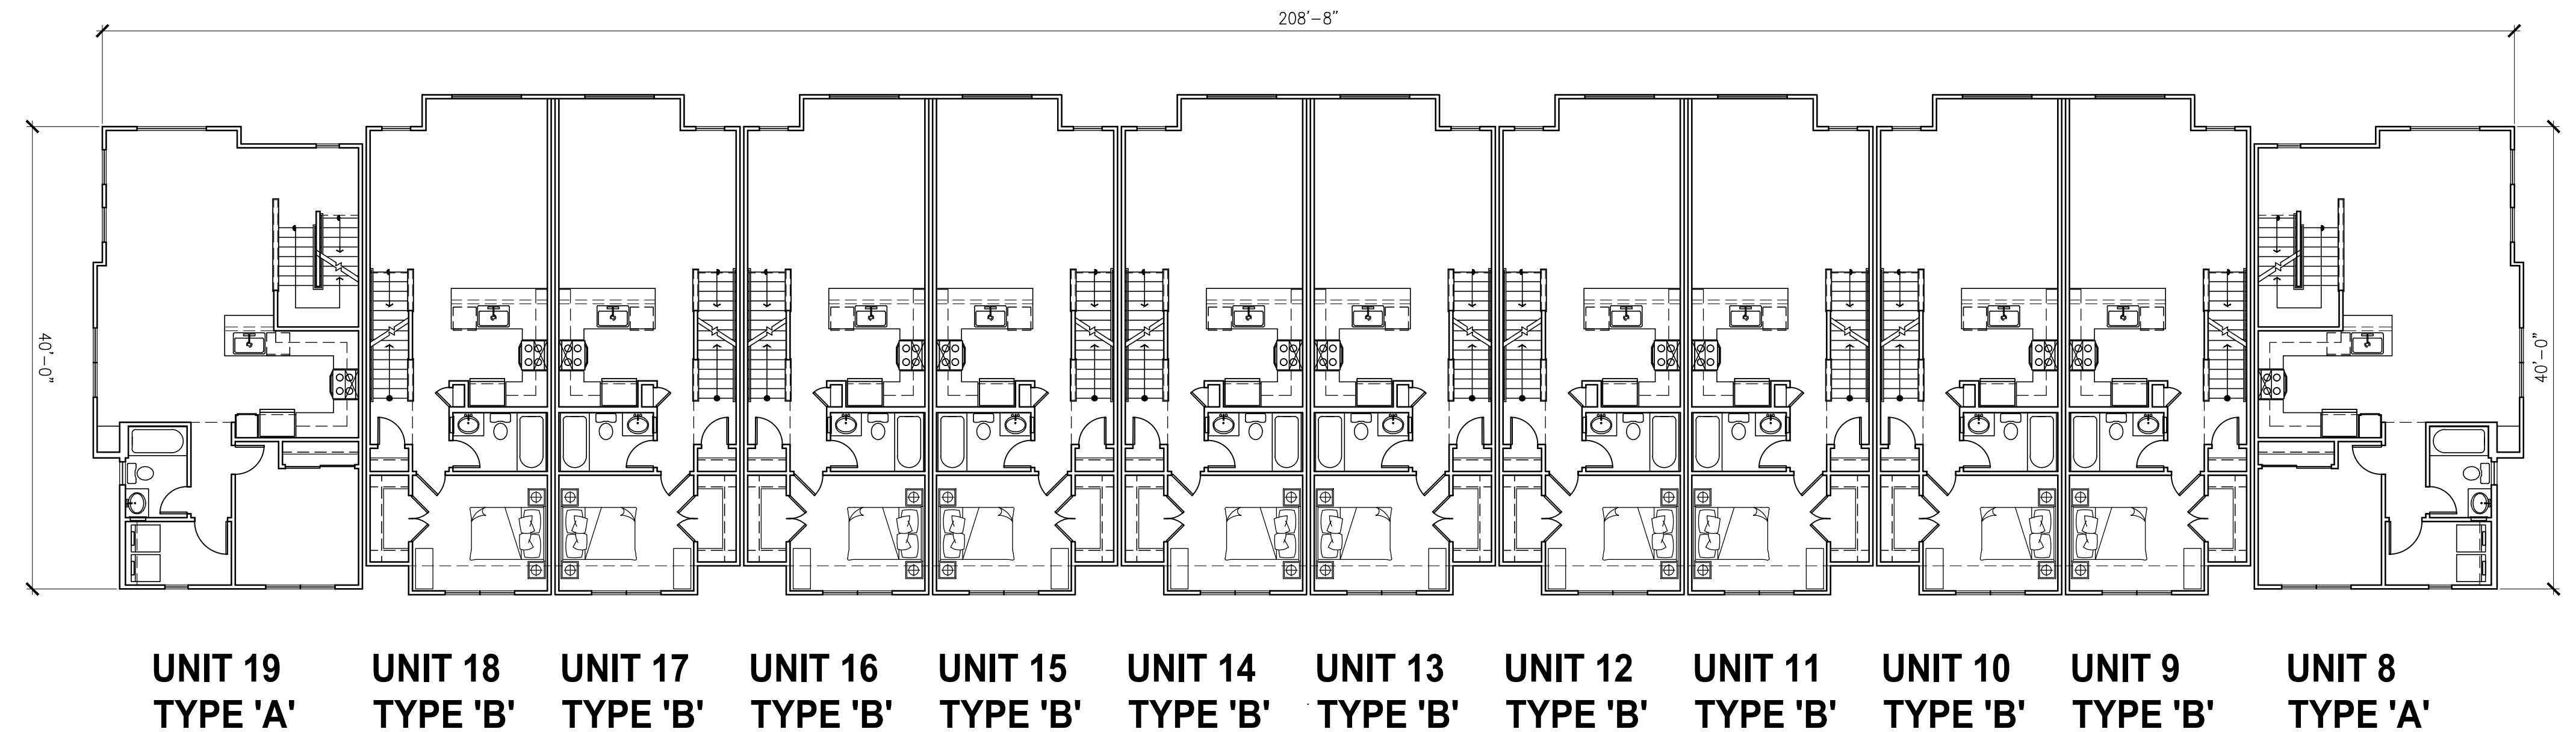 208'-8"
40'-0"
40'-0"
UNIT 19
TYPE 'A'
UNIT 18
TYPE 'B'
UNIT 17
TYPE 'B'
UNIT 16
TYPE 'B'
UNIT 15
TYPE 'B'
UNIT 14
TYPE 'B'
UNIT 13
TYPE 'B'
UNIT 12
TYPE 'B'
UNIT 11
TYPE 'B'
UNIT 10
TYPE 'B'
UNIT 9
TYPE 'B'
UNIT 8
TYPE 'A'